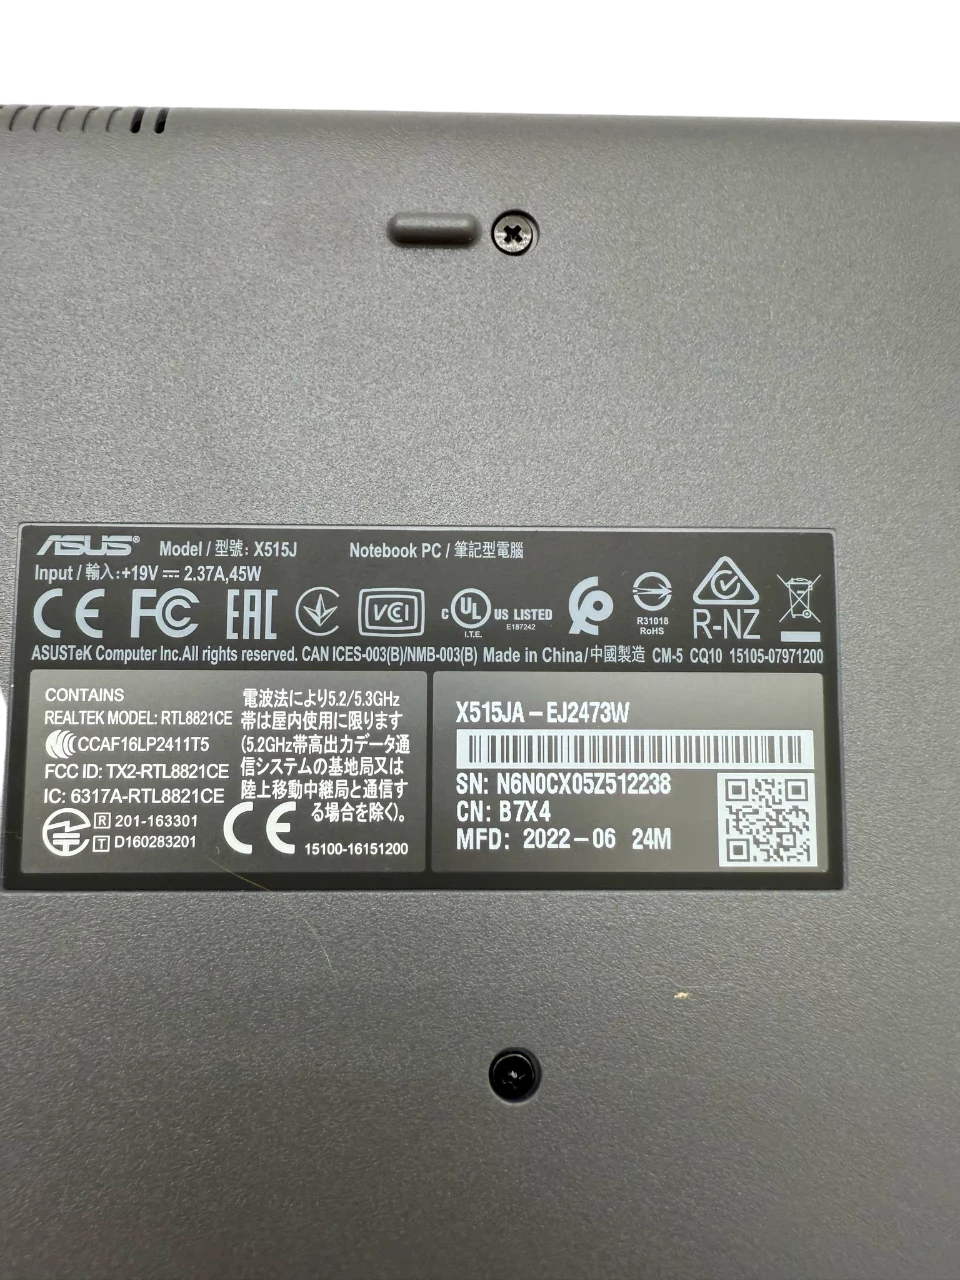 ASUS® Model / 型號: X515J Notebook PC / 筆記型電腦
Input / 輸入:+19V⎓ 2.37A,45W
CE FC EAC VCCI C UL US LISTED I.T.E. E187242 R31018 RoHS R-NZ
ASUSTeK Computer Inc.All rights reserved. CAN ICES-003(B)/NMB-003(B) Made in China/中國製造 CM-5 CQ10 15105-07971200
CONTAINS
REALTEK MODEL: RTL8821CE
CCAF16LP2411T5
FCC ID: TX2-RTL8821CE
IC: 6317A-RTL8821CE
R 201-163301
T D160283201
電波法により5.2/5.3GHz
帯は屋内使用に限ります
(5.2GHz帯高出力データ通
信システムの基地局又は
陸上移動中継局と通信す
る場合を除く)。
CE 15100-16151200
X515JA-EJ2473W
SN: N6N0CX05Z512238
CN: B7X4
MFD: 2022-06 24M